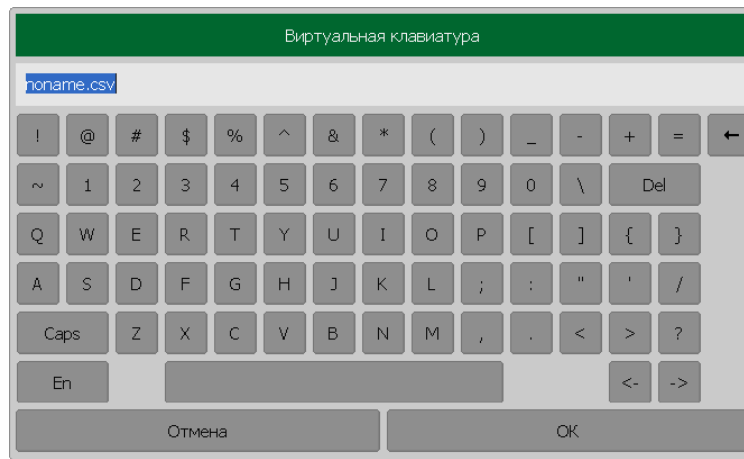 Виртуальная клавиатура
noname.csv
! @ # $ % ^ & * ( ) _ - + = ←
~ 1 2 3 4 5 6 7 8 9 0 \ Del
Q W E R T Y U I O P [ ] { }
A S D F G H J K L ; : " ' /
Caps Z X C V B N M , . < > ?
En <- ->
Отмена OK